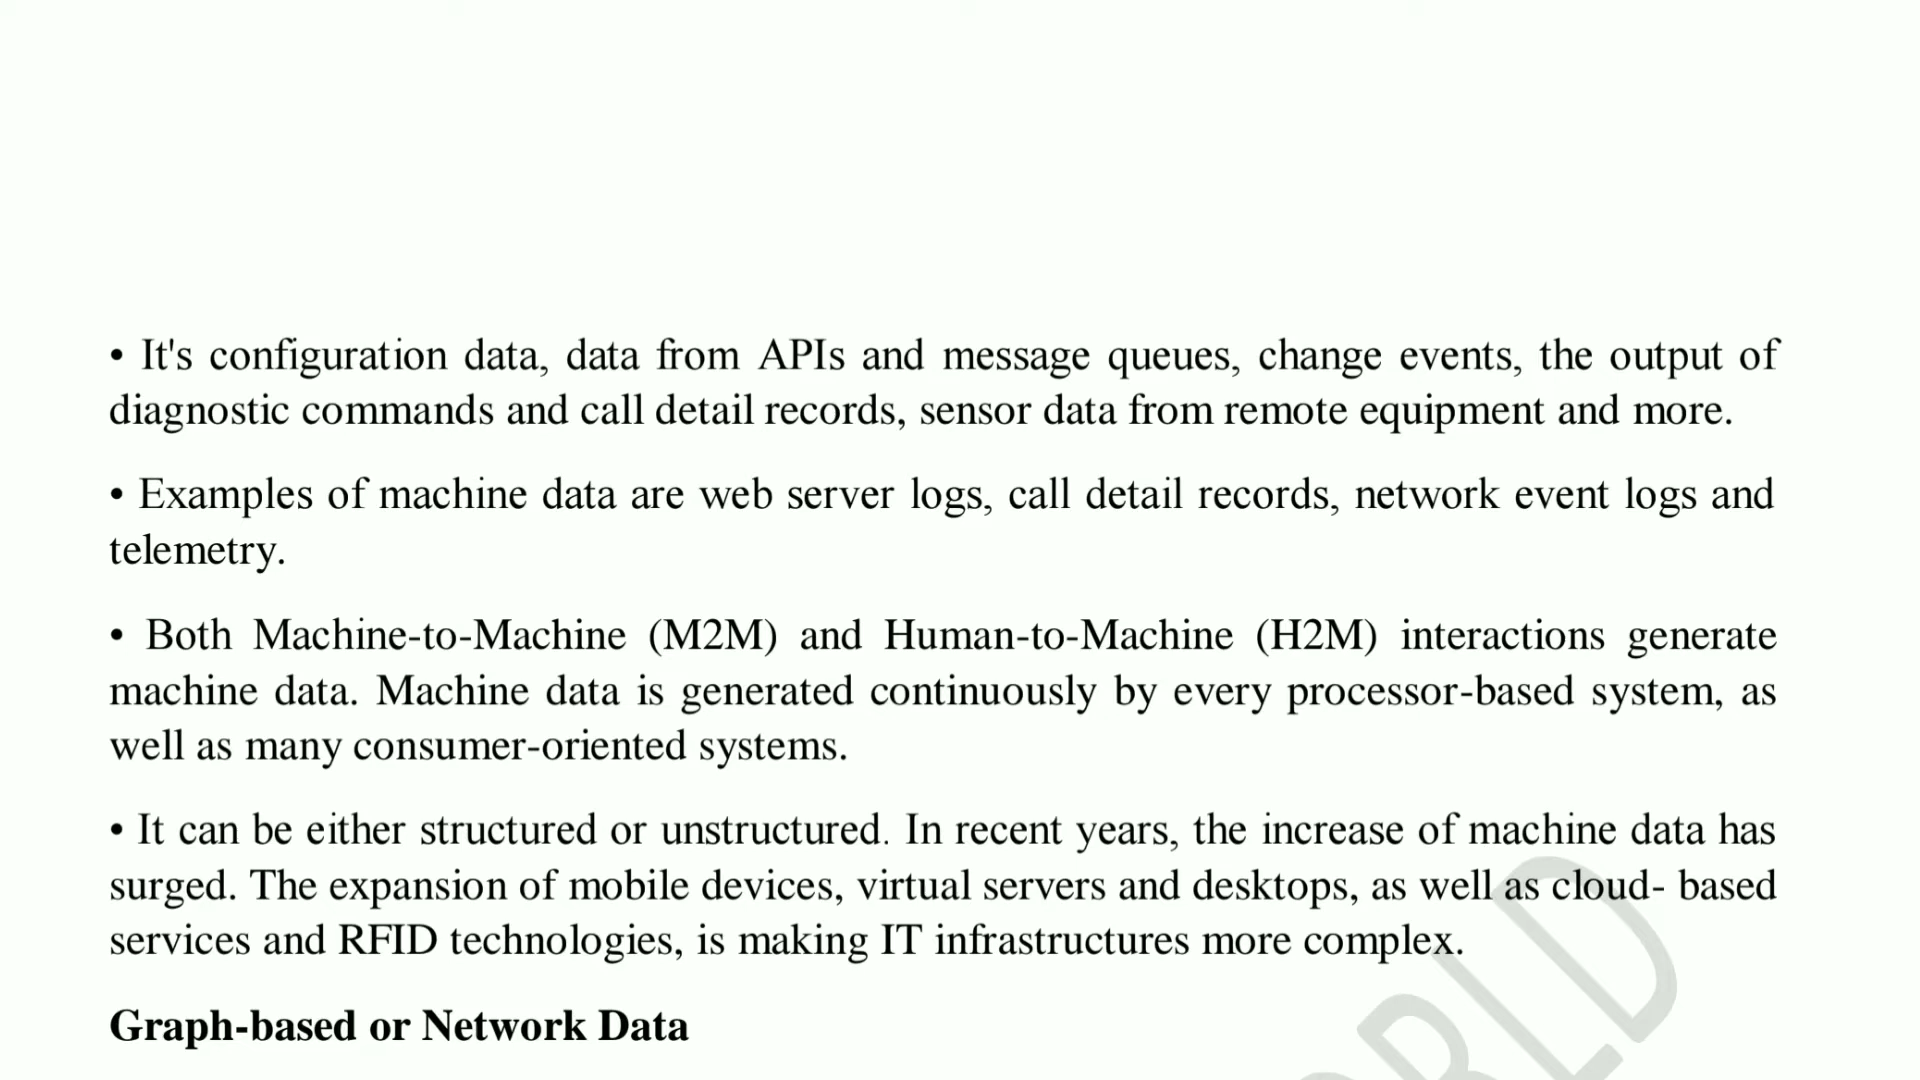 • It's configuration data, data from APIs and message queues, change events, the output of
diagnostic commands and call detail records, sensor data from remote equipment and more.
• Examples of machine data are web server logs, call detail records, network event logs and
telemetry.
• Both Machine-to-Machine (M2M) and Human-to-Machine (H2M) interactions generate
machine data. Machine data is generated continuously by every processor-based system, as
well as many consumer-oriented systems.
• It can be either structured or unstructured. In recent years, the increase of machine data has
surged. The expansion of mobile devices, virtual servers and desktops, as well as cloud- based
services and RFID technologies, is making IT infrastructures more complex.
Graph-based or Network Data